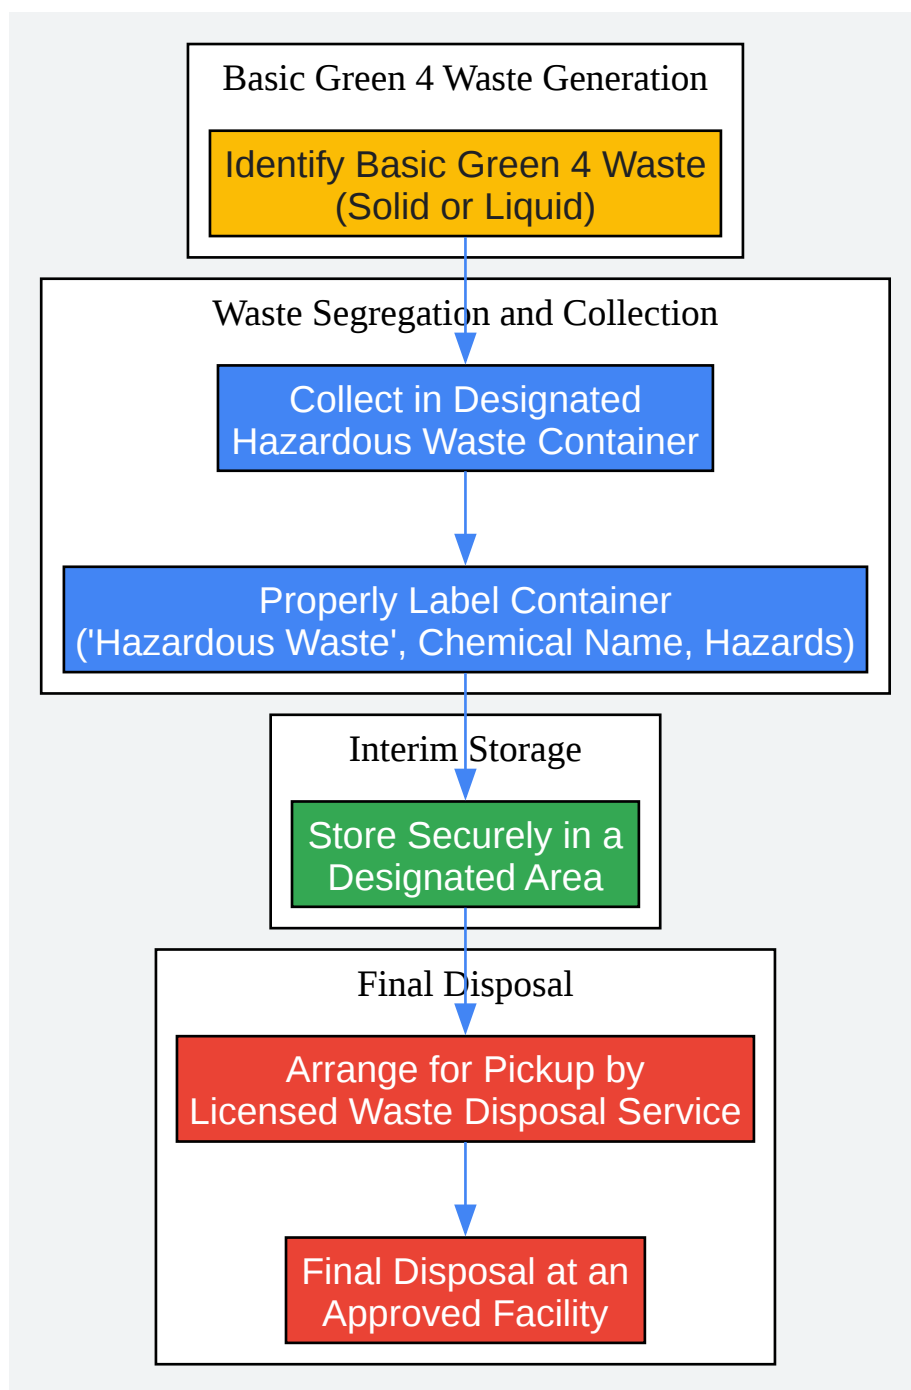 Basic Green 4 Waste Generation
Identify Basic Green 4 Waste
(Solid or Liquid)
Waste Segregation and Collection
Collect in Designated
Hazardous Waste Container
Properly Label Container
('Hazardous Waste', Chemical Name, Hazards)
Interim Storage
Store Securely in a
Designated Area
Final Disposal
Arrange for Pickup by
Licensed Waste Disposal Service
Final Disposal at an
Approved Facility